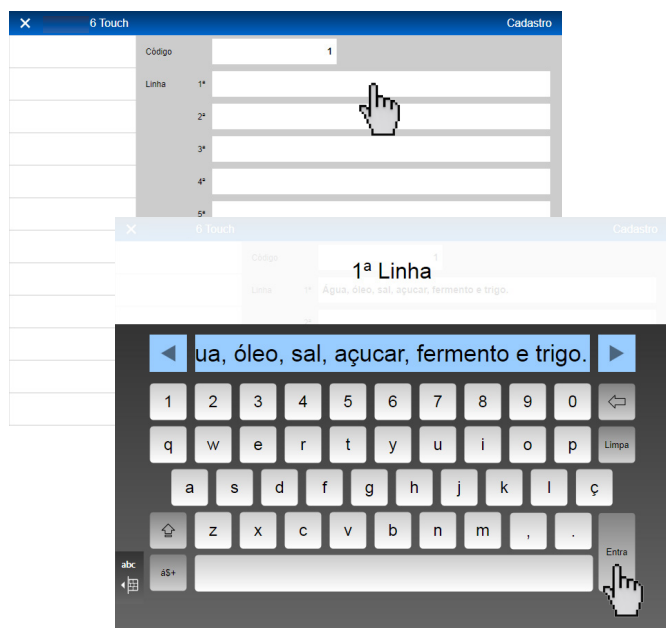 6 Touch Cadastro
Código 1
Linha 1ª
2ª
3ª
4ª
5ª
6 Touch Cadastro
Código 1
1ª Linha
Linha 1ª Água, óleo, sal, açucar, fermento e trigo.
ua, óleo, sal, açucar, fermento e trigo.
1 2 3 4 5 6 7 8 9 0
q w e r t y u i o p Limpa
a s d f g h j k l ç
z x c v b n m , .
Entra
abc
á$+